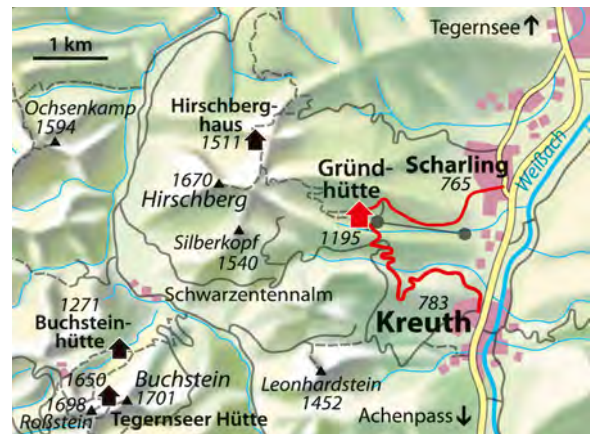 Tegernsee
1 km
Ochsenkamp
1594
Hirschberg-
haus
1511
Gründ-
hütte
Scharling
765
Weißach
1670
Hirschberg
1195
Silberkopf
1540
1271
Schwarzentennalm
783
Buchstein-
hütte
Kreuth
1650
Buchstein
1701
Leonhardstein
1452
1698
Roßstein
Tegernseer Hütte
Achenpass